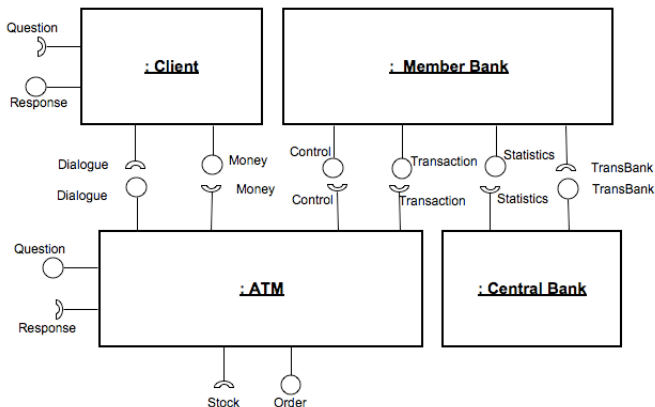 Question
: Client
: Member Bank
Response
Dialogue
Money
Control
Transaction
Statistics
TransBank
Dialogue
Money
Control
Transaction
Statistics
TransBank
Question
: ATM
: Central Bank
Response
Stock
Order